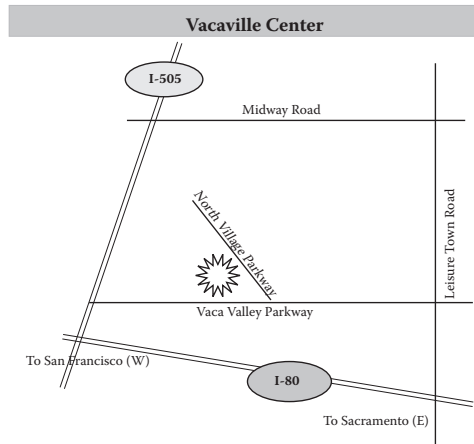 Vacaville Center
I-505
Midway Road
North Village Parkway
Leisure Town Road
Vaca Valley Parkway
To San Francisco (W)
I-80
To Sacramento (E)